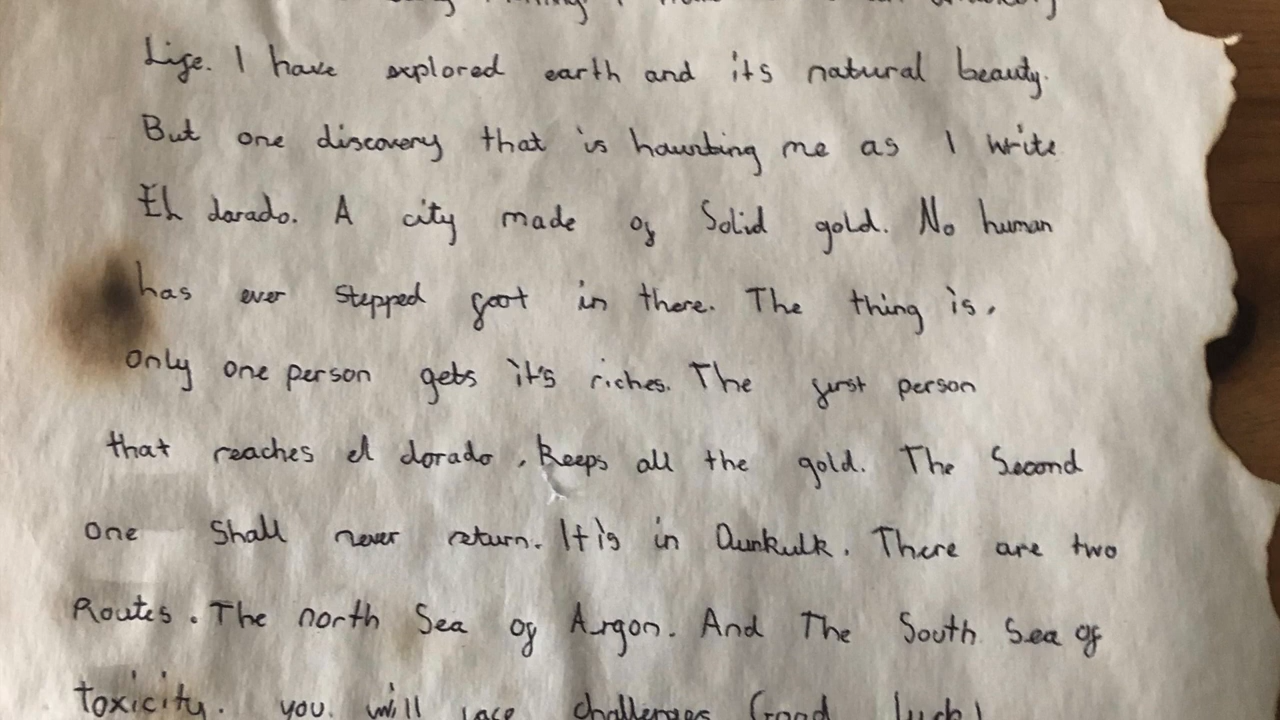 Life. I have explored earth and its natural beauty.
But one discovery that is haunting me as I write
El darado. A city made of Solid gold. No human
has ever stepped foot in there. The thing is,
only one person gets it's riches. The first person
that reaches el dorado, keeps all the gold. The Second
one Shall never return. It is in Dunkulk. There are two
Routes. The north Sea of Argon. And The South Sea of
toxicity. you will face challenges Good luck!